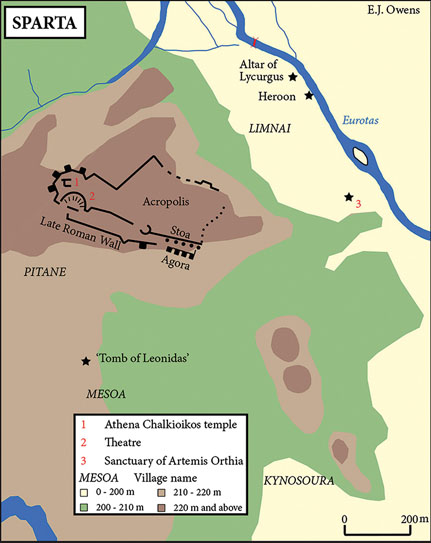 SPARTA
E.J. Owens
Altar of
Lycurgus
Heroon
Eurotas
LIMNAI
1
2
3
Acropolis
Late Roman Wall
Stoa
Agora
PITANE
'Tomb of Leonidas'
MESOA
1 Athena Chalkioikos temple
2 Theatre
3 Sanctuary of Artemis Orthia
MESOA Village name
0 - 200 m 210 - 220 m
200 - 210 m 220 m and above
KYNOSOURA
0 200 m